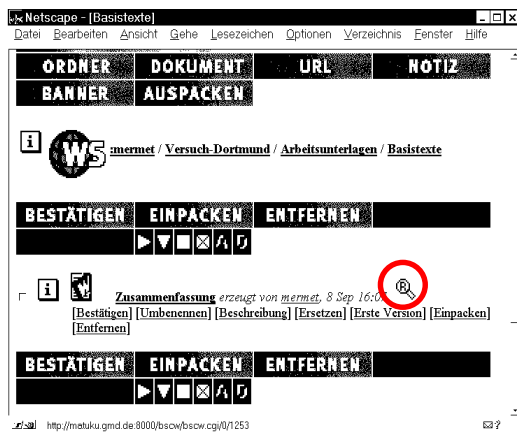 Netscape - [Basistexte]
Datei Bearbeiten Ansicht Gehe Lesezeichen Optionen Verzeichnis Fenster Hilfe
ORDNER DOKUMENT URL NOTIZ
BANNER AUSPACKEN
i WS :mermet / Versuch-Dortmund / Arbeitsunterlagen / Basistexte
BESTÄTIGEN EINPACKEN ENTFERNEN
i W Zusammenfassung erzeugt von mermet, 8 Sep 16:0 R
[Bestätigen] [Umbenennen] [Beschreibung] [Ersetzen] [Erste Version] [Einpacken]
[Entfernen]
BESTÄTIGEN EINPACKEN ENTFERNEN
http://matuku.gmd.de:8000/bscw/bscw.cgi/0/1253